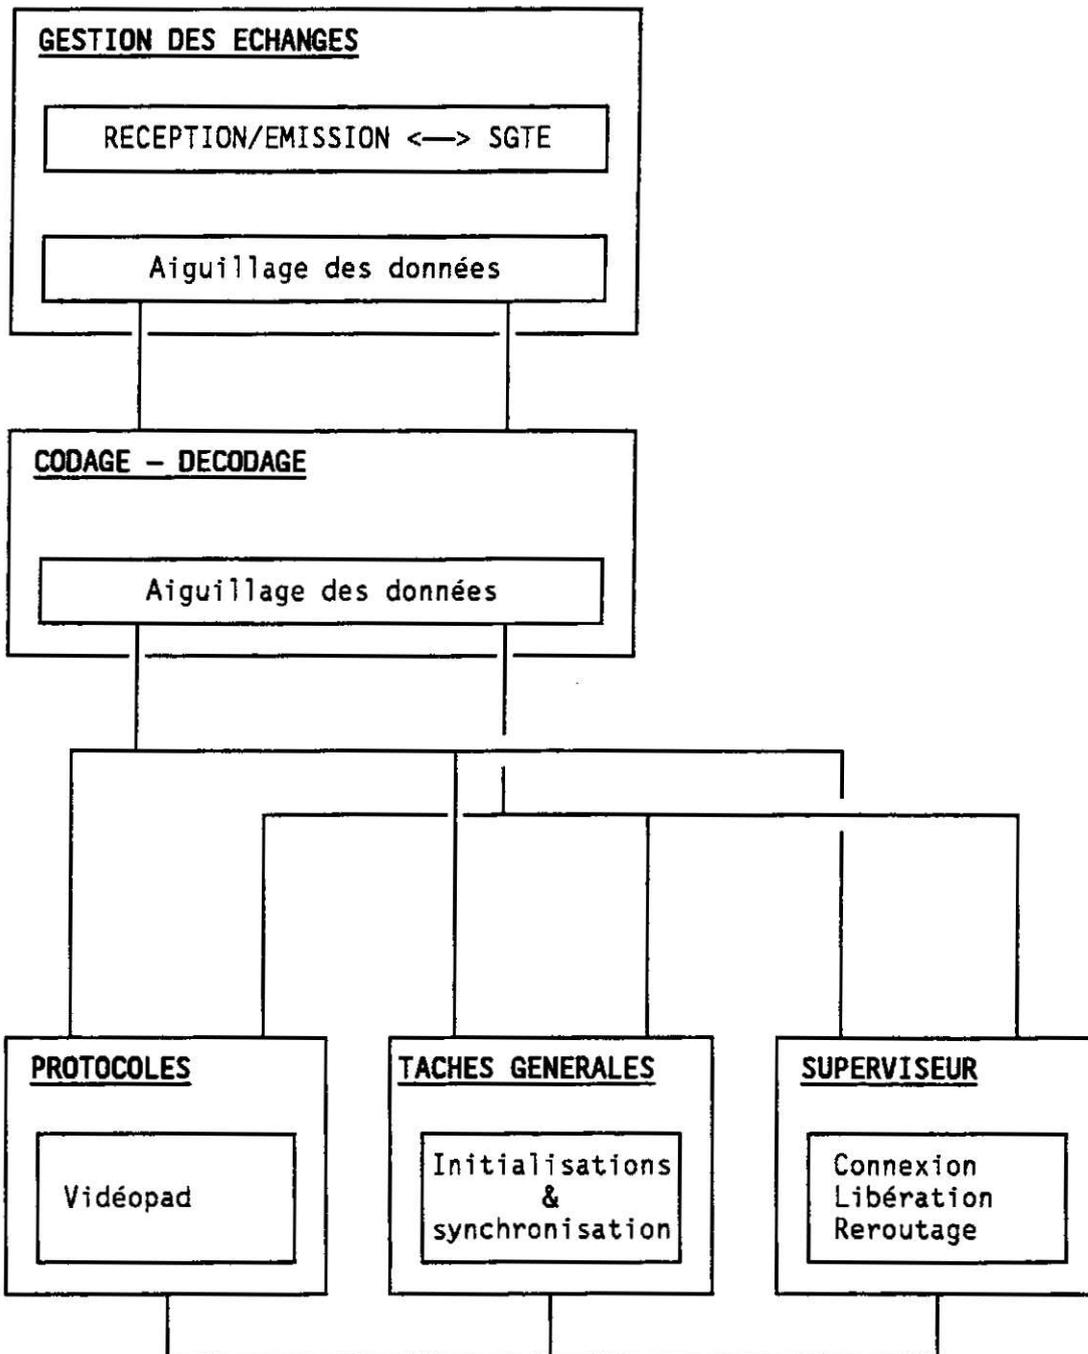 GESTION DES ECHANGES
RECEPTION/EMISSION <—> SGTE
Aiguillage des données
CODAGE – DECODAGE
Aiguillage des données
PROTOCOLES
Vidéopad
TACHES GENERALES
Initialisations
&
synchronisation
SUPERVISEUR
Connexion
Libération
Reroutage